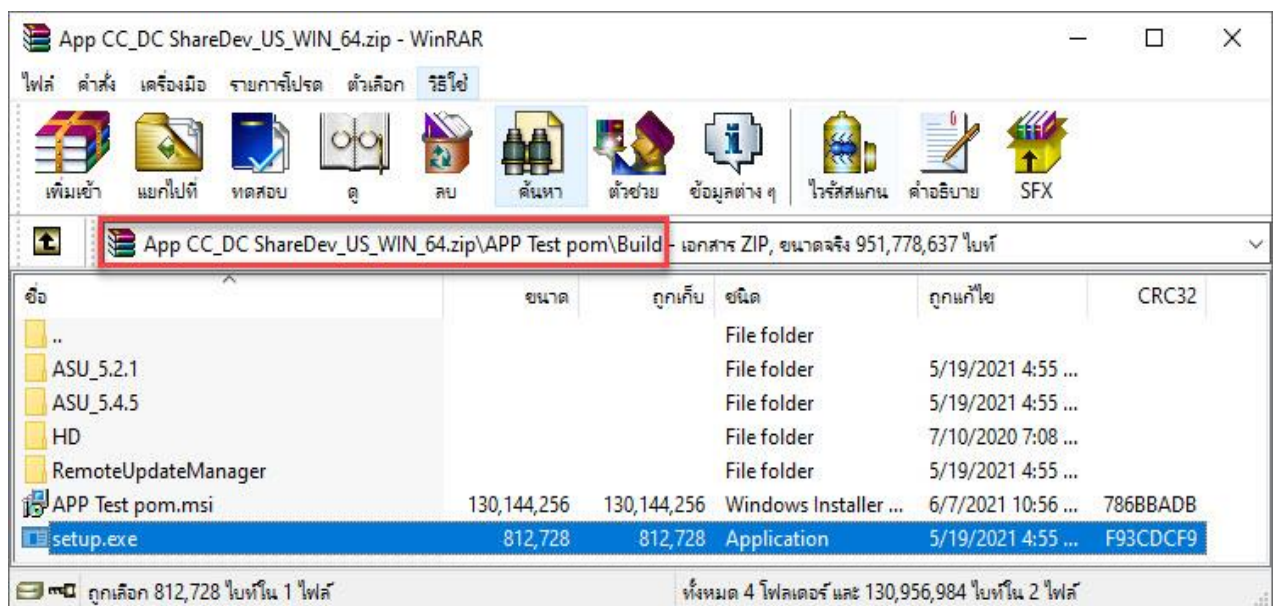 App CC_DC ShareDev_US_WIN_64.zip - WinRAR
ไฟล์ คำสั่ง เครื่องมือ รายการโปรด ตัวเลือก วิธีใช้
เพิ่มเข้า แยกไปที่ ทดสอบ ดู ลบ ค้นหา ตัวช่วย ข้อมูลต่าง ๆ ไวรัสสแกน คำอธิบาย SFX
App CC_DC ShareDev_US_WIN_64.zip\APP Test pom\Build - เอกสาร ZIP, ขนาดจริง 951,778,637 ไบท์
ชื่อ ขนาด ถูกเก็บ ชนิด ถูกแก้ไข CRC32
.. File folder
ASU_5.2.1 File folder 5/19/2021 4:55 ...
ASU_5.4.5 File folder 5/19/2021 4:55 ...
HD File folder 7/10/2020 7:08 ...
RemoteUpdateManager File folder 5/19/2021 4:55 ...
APP Test pom.msi 130,144,256 130,144,256 Windows Installer ... 6/7/2021 10:56 ... 786BBADB
setup.exe 812,728 812,728 Application 5/19/2021 4:55 ... F93CDCF9
ถูกเลือก 812,728 ไบท์ใน 1 ไฟล์ ทั้งหมด 4 โฟลเดอร์ และ 130,956,984 ไบท์ใน 2 ไฟล์